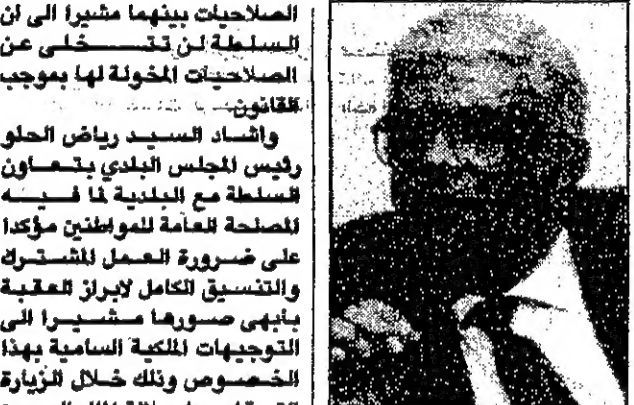 الصلاحيات بينهما مشيرا الى ان
السلطة لن تتخلى عن
الصلاحيات المخولة لها بموجب
القانون.
واشاد السيد رياض الحلو
رئيس المجلس البلدي بتعاون
السلطة مع البلدية لما فيه
المصلحة العامة للمواطنين مؤكدا
على ضرورة العمل المشترك
والتنسيق الكامل لابراز العقبة
بابهى صورها مشيرا الى
التوجيهات الملكية السامية بهذا
الخصوص وذلك خلال الزيارة